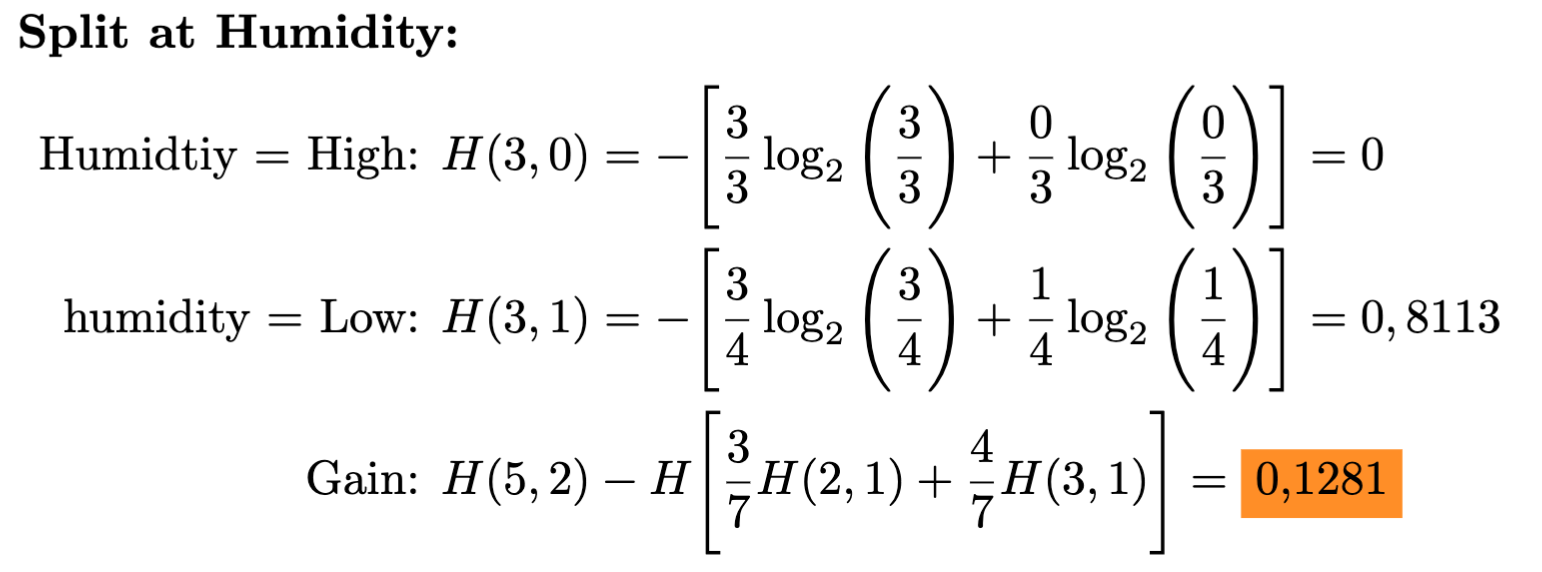 Split at Humidity:
Humidtiy = High: H(3, 0) = −[3/3 log₂(3/3) + 0/3 log₂(0/3)] = 0
humidity = Low: H(3, 1) = −[3/4 log₂(3/4) + 1/4 log₂(1/4)] = 0, 8113
Gain: H(5, 2) − H[3/7 H(2, 1) + 4/7 H(3, 1)] = 0,1281